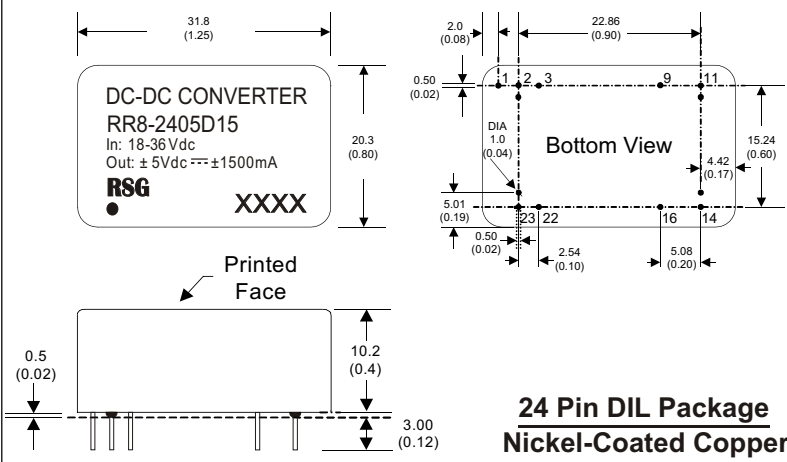 31.8
(1.25)
DC-DC CONVERTER
RR8-2405D15
In: 18-36Vdc
Out: ± 5Vdc ⎓ ±1500mA
RSG
XXXX
20.3
(0.80)
2.0
(0.08)
22.86
(0.90)
0.50
(0.02)
1 2 3 9 11
DIA
1.0
(0.04)
Bottom View
15.24
(0.60)
4.42
(0.17)
5.01
(0.19)
23 22 16 14
0.50
(0.02)
2.54
(0.10)
5.08
(0.20)
Printed
Face
0.5
(0.02)
10.2
(0.4)
3.00
(0.12)
24 Pin DIL Package
Nickel-Coated Copper